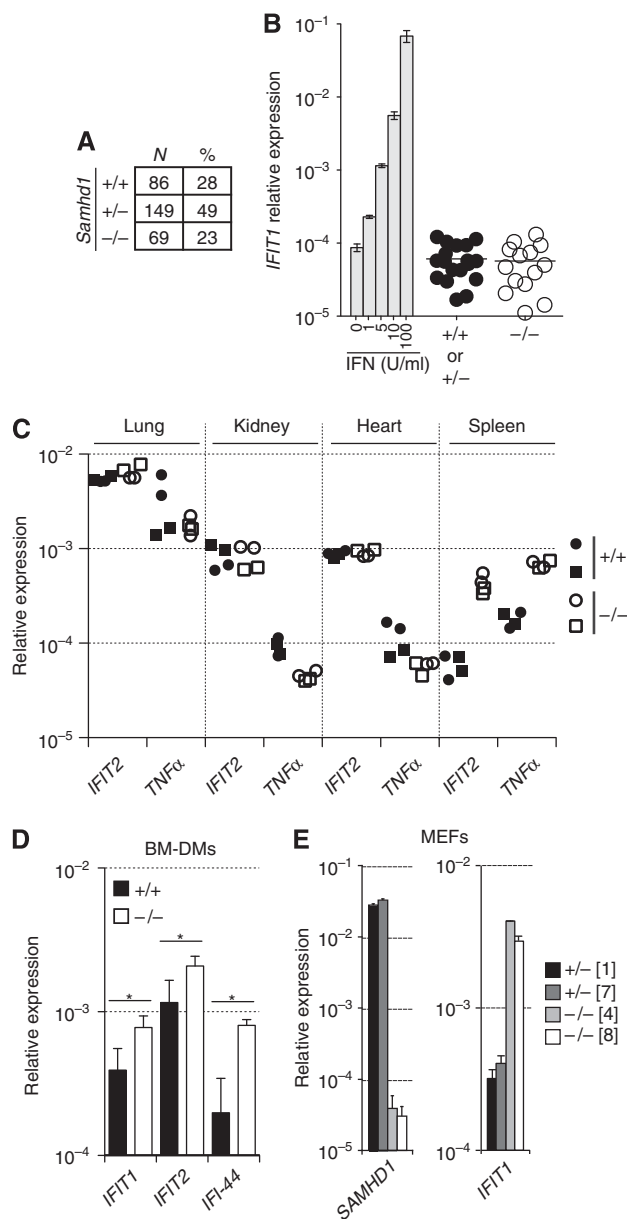 A
N %
Samhd1
+/+ 86 28
+/− 149 49
−/− 69 23
B
IFIT1 relative expression
10⁻¹
10⁻²
10⁻³
10⁻⁴
10⁻⁵
0 1 5 10 100
IFN (U/ml)
+/+
or
+/−
−/−
C
Lung Kidney Heart Spleen
Relative expression
10⁻²
10⁻³
10⁻⁴
10⁻⁵
IFIT2 TNFα IFIT2 TNFα IFIT2 TNFα IFIT2 TNFα
+/+
−/−
D
BM-DMs
Relative expression
10⁻²
10⁻³
10⁻⁴
+/+
−/−
* * *
IFIT1 IFIT2 IFI-44
E
MEFs
Relative expression
10⁻¹
10⁻²
10⁻³
10⁻⁴
10⁻⁵
SAMHD1
10⁻²
10⁻³
10⁻⁴
IFIT1
+/− [1]
+/− [7]
−/− [4]
−/− [8]